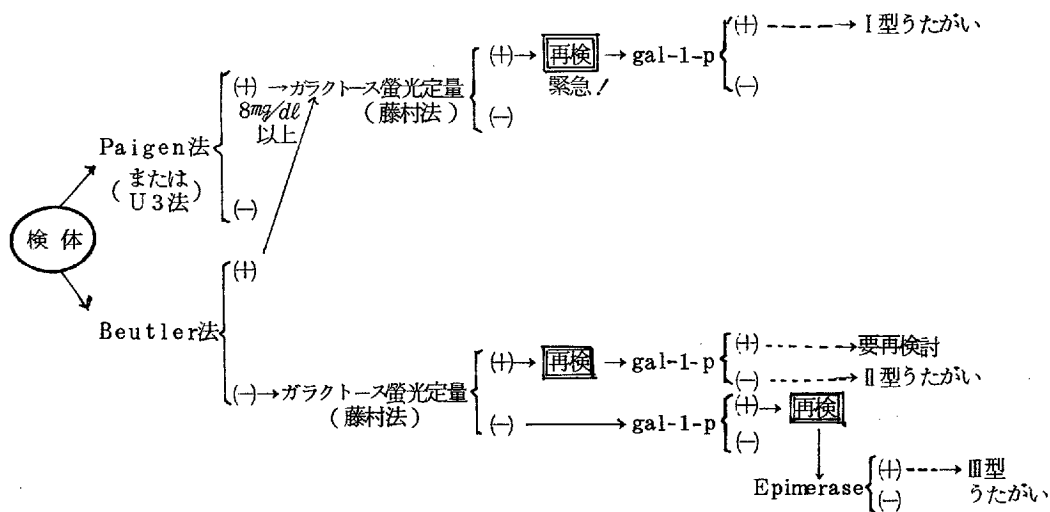 (+) ----→ I型うたがい
(+)→ 再検 → gal-1-p
緊急!
(-)
(+) →ガラクトース螢光定量
8mg/dl
以上
(藤村法)
(-)
Paigen法
(または
U3法)
(-)
検体
(+)
Beutler法
(+)→ 再検 → gal-1-p
(+) ----→要再検討
(-) ----→ II型うたがい
(-)→ガラクトース螢光定量
(藤村法)
(-) → gal-1-p
(+)→ 再検
(-)
Epimerase
(+) ---→ III型
うたがい
(-)